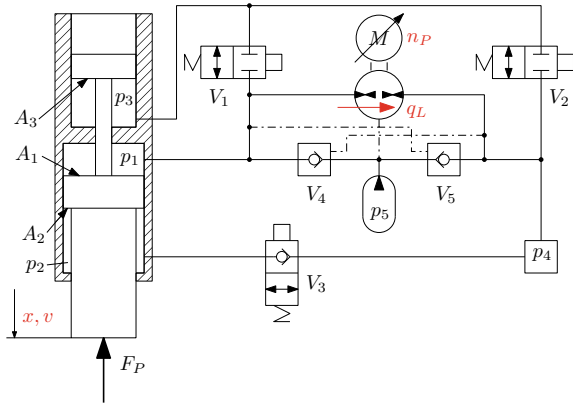 M
n_P
p_3
V_1
V_2
A_3
q_L
A_1
p_1
V_4
V_5
A_2
p_5
p_2
p_4
V_3
x, v
F_P